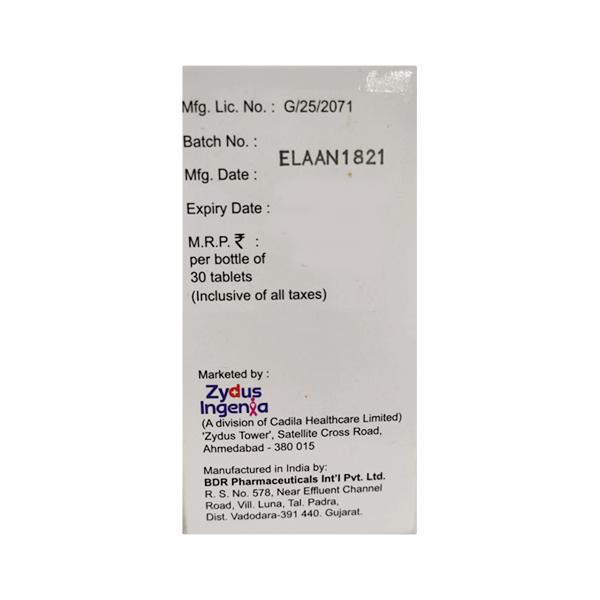 Mfg. Lic. No. : G/25/2071
Batch No. :
ELAAN1821
Mfg. Date :
Expiry Date :
M.R.P. ₹ :
per bottle of
30 tablets
(Inclusive of all taxes)
Marketed by :
Zydus
Ingenia
(A division of Cadila Healthcare Limited)
'Zydus Tower', Satellite Cross Road,
Ahmedabad - 380 015
Manufactured in India by:
BDR Pharmaceuticals Int'l Pvt. Ltd.
R. S. No. 578, Near Effluent Channel
Road, Vill. Luna, Tal. Padra,
Dist. Vadodara-391 440. Gujarat.